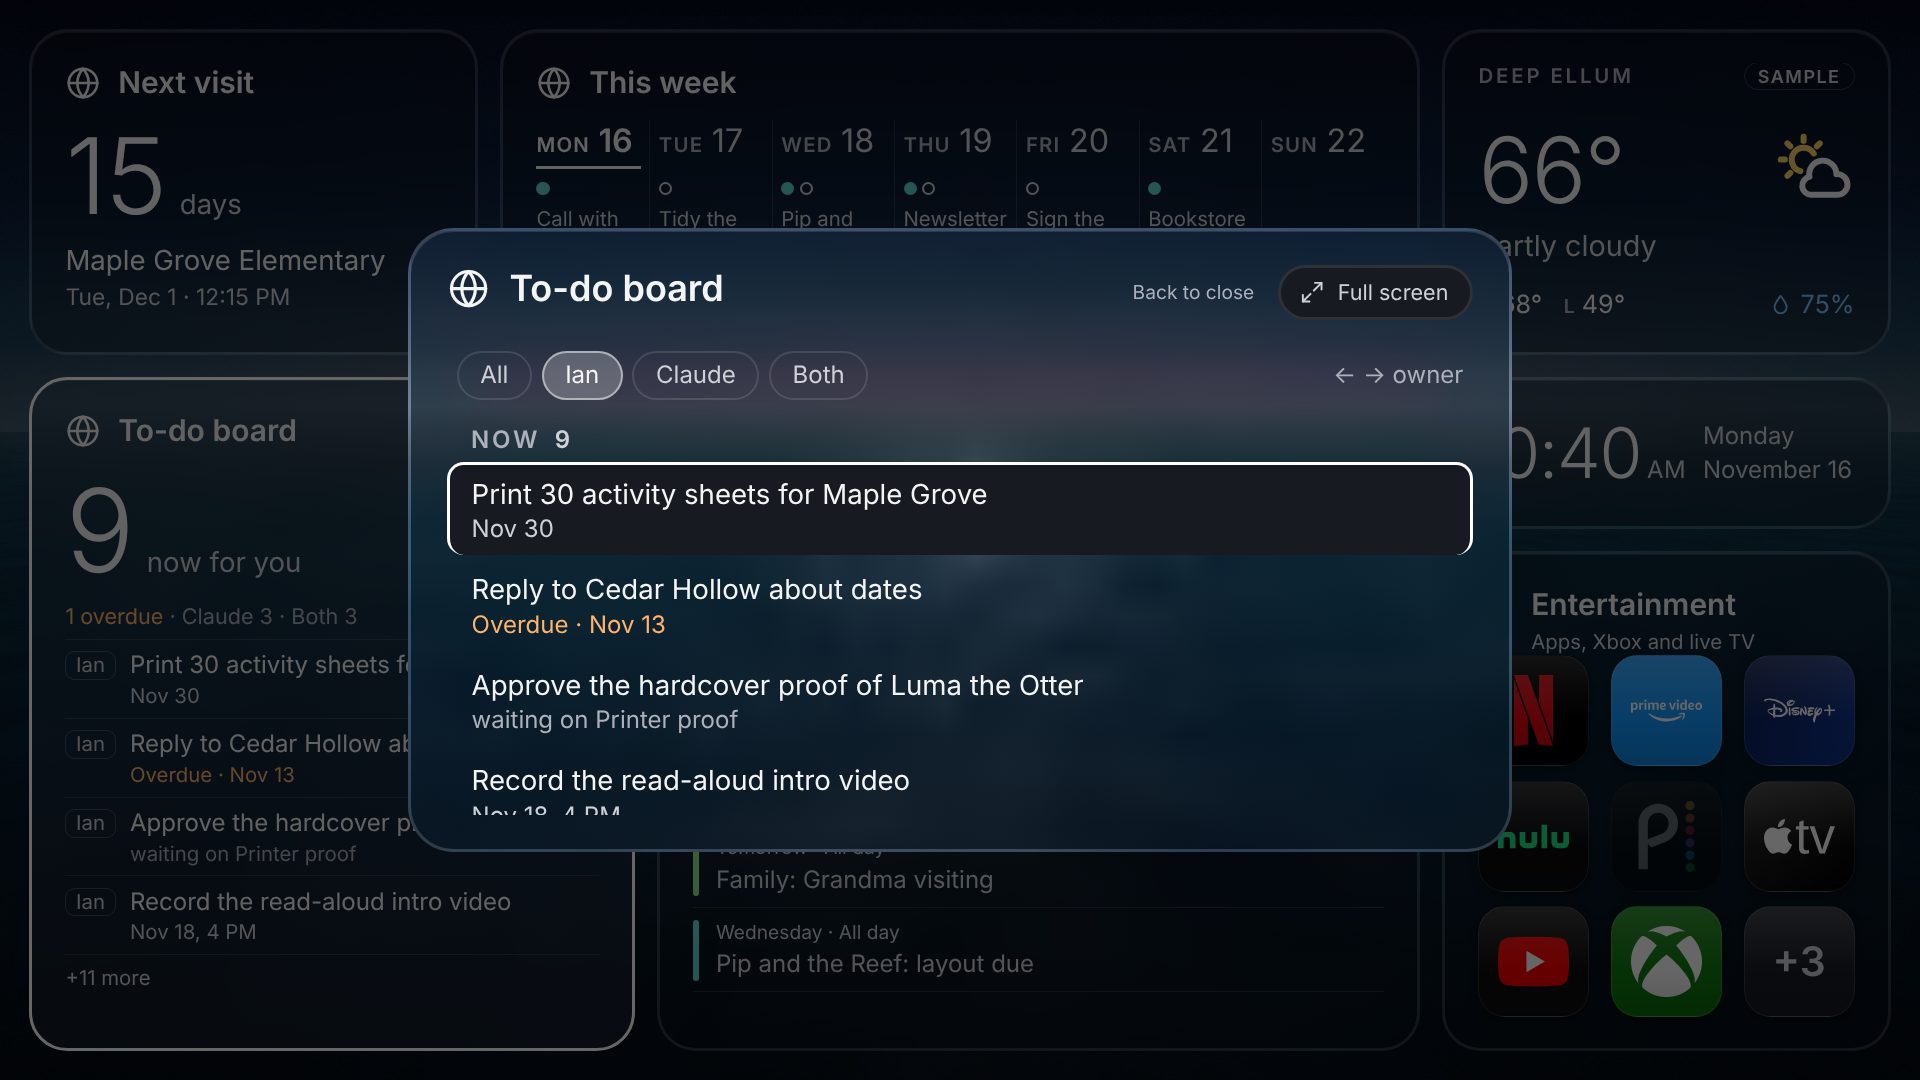 Next visit
15 days
Maple Grove Elementary
Tue, Dec 1 · 12:15 PM
This week
MON 16
TUE 17
WED 18
THU 19
FRI 20
SAT 21
SUN 22
Call with
Tidy the
Pip and
Newsletter
Sign the
Bookstore
DEEP ELLUM
SAMPLE
66°
artly cloudy
68° L 49°
75%
To-do board
Back to close
Full screen
All
Ian
Claude
Both
← → owner
NOW 9
Print 30 activity sheets for Maple Grove
Nov 30
Reply to Cedar Hollow about dates
Overdue · Nov 13
Approve the hardcover proof of Luma the Otter
waiting on Printer proof
Record the read-aloud intro video
Nov 18, 4 PM
To-do board
9 now for you
1 overdue · Claude 3 · Both 3
Ian Print 30 activity sheets
Nov 30
Ian Reply to Cedar Hollow
Overdue · Nov 13
Ian Approve the hardcover
waiting on Printer proof
Ian Record the read-aloud intro video
Nov 18, 4 PM
+11 more
Tomorrow · All day
Family: Grandma visiting
Wednesday · All day
Pip and the Reef: layout due
0:40 AM
Monday
November 16
Entertainment
Apps, Xbox and live TV
N
prime video
Disney+
hulu
P
tv
+3